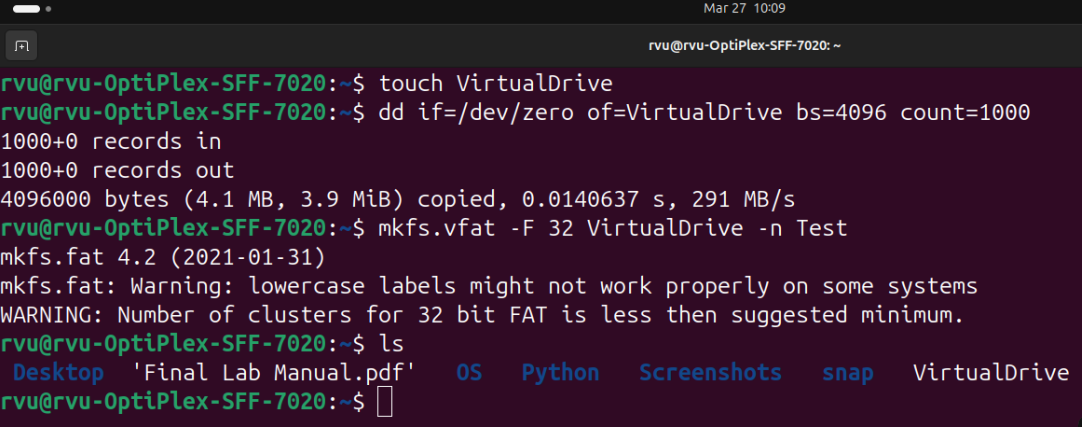 Mar 27 10:09
rvu@rvu-OptiPlex-SFF-7020: ~
rvu@rvu-OptiPlex-SFF-7020:~$ touch VirtualDrive
rvu@rvu-OptiPlex-SFF-7020:~$ dd if=/dev/zero of=VirtualDrive bs=4096 count=1000
1000+0 records in
1000+0 records out
4096000 bytes (4.1 MB, 3.9 MiB) copied, 0.0140637 s, 291 MB/s
rvu@rvu-OptiPlex-SFF-7020:~$ mkfs.vfat -F 32 VirtualDrive -n Test
mkfs.fat 4.2 (2021-01-31)
mkfs.fat: Warning: lowercase labels might not work properly on some systems
WARNING: Number of clusters for 32 bit FAT is less then suggested minimum.
rvu@rvu-OptiPlex-SFF-7020:~$ ls
Desktop 'Final Lab Manual.pdf' OS Python Screenshots snap VirtualDrive
rvu@rvu-OptiPlex-SFF-7020:~$